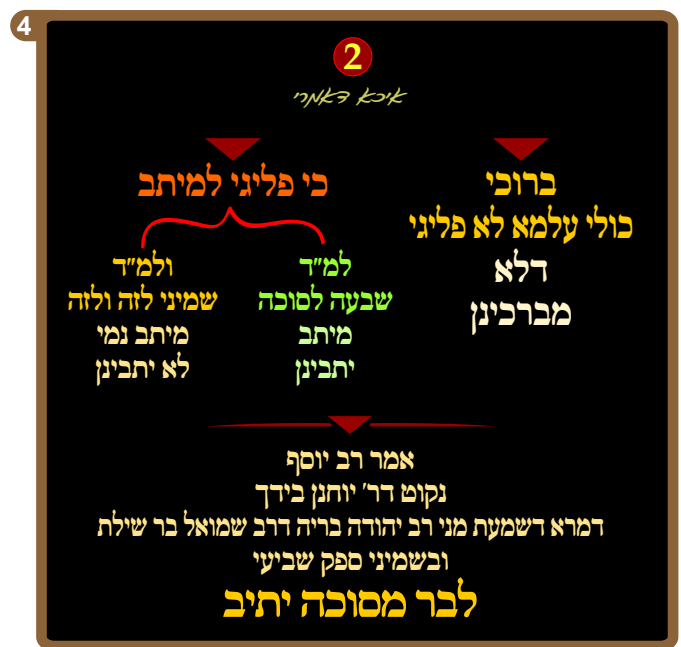 4
2
איכא דאמרי
ברוכי
כולי עלמא לא פליגי
דלא
מברכינן
כי פליגי למיתב
למ״ד
שבעה לסוכה
מיתב
יתבינן
ולמ״ד
שמיני לזה ולזה
מיתב נמי
לא יתבינן
אמר רב יוסף
נקוט דר׳ יוחנן בידך
דמרא דשמעת מני רב יהודה בריה דרב שמואל בר שילת
ובשמיני ספק שביעי
לבר מסוכה יתיב